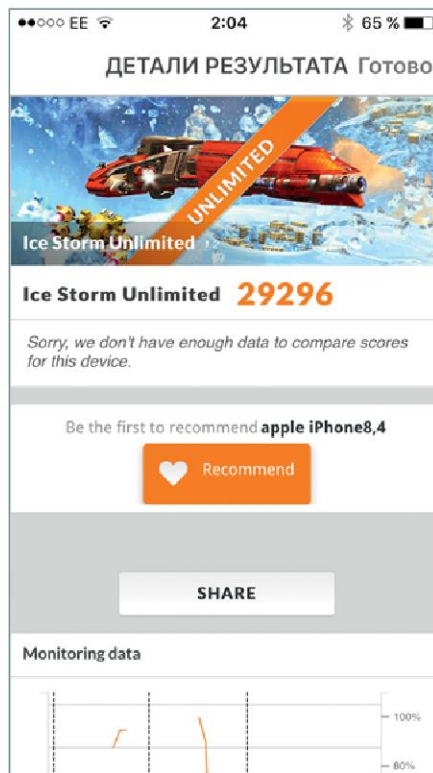 EE 2:04 65 %
ДЕТАЛИ РЕЗУЛЬТАТА Готово
UNLIMITED
Ice Storm Unlimited
Ice Storm Unlimited 29296
Sorry, we don't have enough data to compare scores
for this device.
Be the first to recommend apple iPhone8,4
Recommend
SHARE
Monitoring data
100%
80%